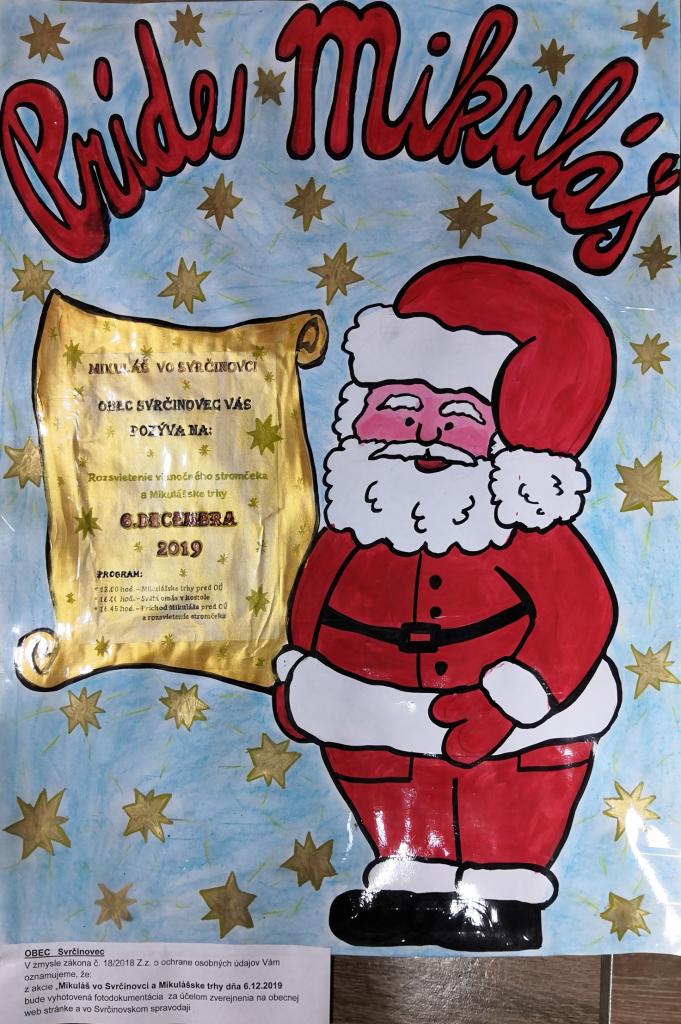 Príde Mikuláš
MIKULÁŠ VO SVRČINOVCI
OBEC SVRČINOVEC VÁS
POZÝVA NA:
Rozsvietenie vianočného stromčeka
a Mikulášske trhy
6.DECEMBRA
2019
PROGRAM:
hod. - Mikulášske trhy pred OÚ
hod. - Svätá omša v kostole
* 16.45 hod. - Príchod Mikuláša pred OÚ
a rozsvietenie stromčeka
OBEC Svrčinovec
V zmysle zákona č. 18/2018 Z.z. o ochrane osobných údajov Vám
oznamujeme, že:
z akcie „Mikuláš vo Svrčinovci a Mikulášske trhy dňa 6.12.2019
bude vyhotovená fotodokumentácia za účelom zverejnenia na obecnej
web stránke a vo Svrčinovskom spravodaji